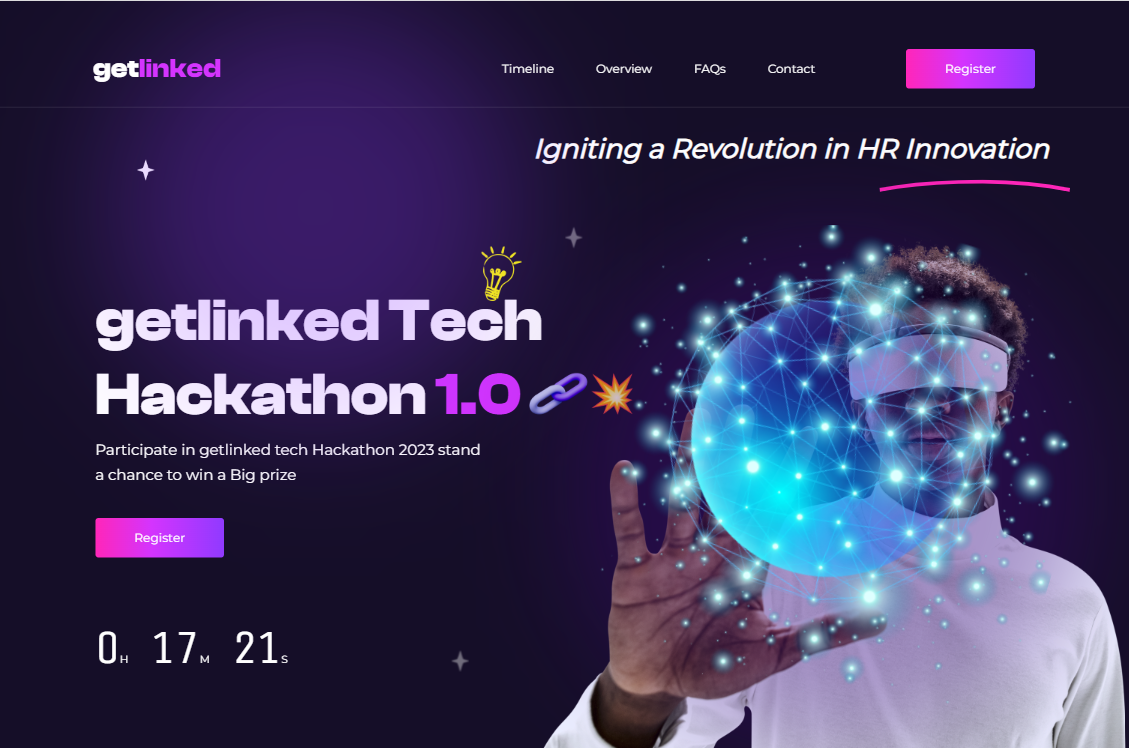 getlinked
Timeline
Overview
FAQs
Contact
Register
Igniting a Revolution in HR Innovation
getlinked Tech
Hackathon 1.0
Participate in getlinked tech Hackathon 2023 stand
a chance to win a Big prize
Register
0H 17M 21S